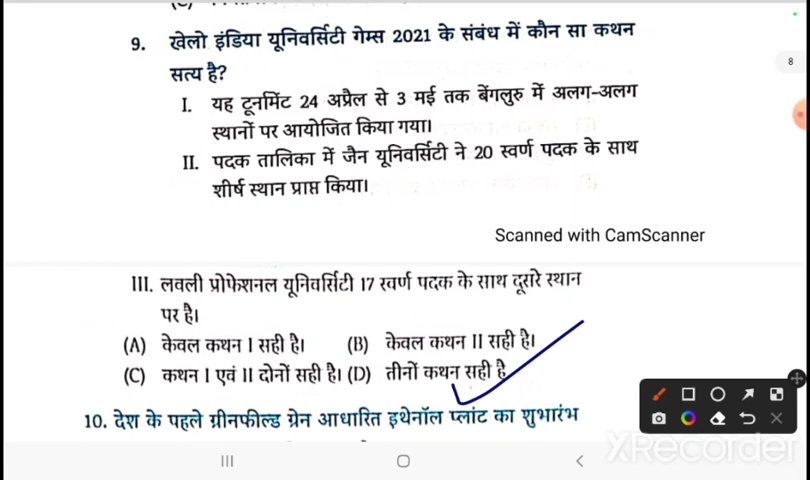 9. खेलो इंडिया यूनिवर्सिटी गेम्स 2021 के संबंध में कौन सा कथन
सत्य है?
8
I. यह टूर्नामेंट 24 अप्रैल से 3 मई तक बेंगलुरु में अलग-अलग
स्थानों पर आयोजित किया गया।
II. पदक तालिका में जैन यूनिवर्सिटी ने 20 स्वर्ण पदक के साथ
शीर्ष स्थान प्राप्त किया।
Scanned with CamScanner
III. लवली प्रोफेशनल यूनिवर्सिटी 17 स्वर्ण पदक के साथ दूसरे स्थान
पर है।
(A) केवल कथन I सही है। (B) केवल कथन II सही है।
(C) कथन I एवं II दोनों सही है। (D) तीनों कथन सही है
10. देश के पहले ग्रीनफील्ड ग्रेन आधारित इथेनॉल प्लांट का शुभारंभ
XRecorder